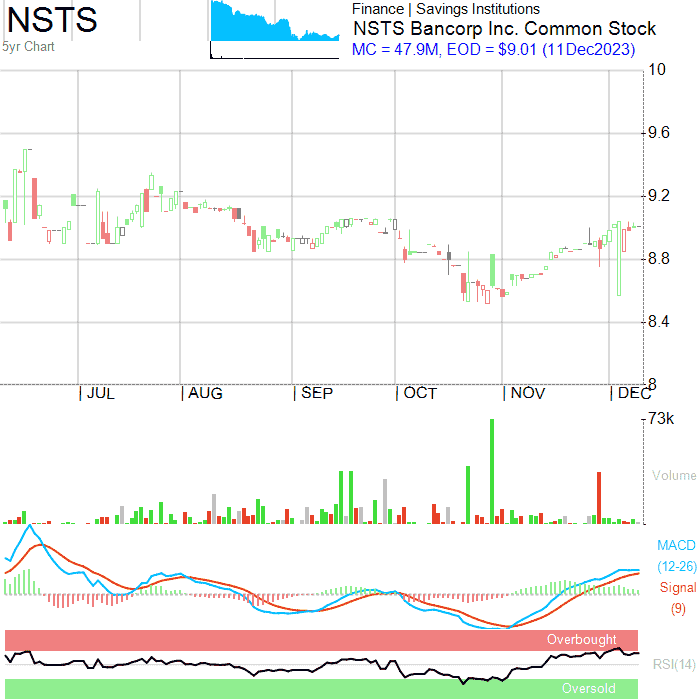 NSTS
5yr Chart
Finance | Savings Institutions
NSTS Bancorp Inc. Common Stock
MC = 47.9M, EOD = $9.01 (11Dec2023)
10
9.6
9.2
8.8
8.4
8
JUL
AUG
SEP
OCT
NOV
DEC
73k
Volume
MACD
(12-26)
Signal
(9)
Overbought
RSI(14)
Oversold